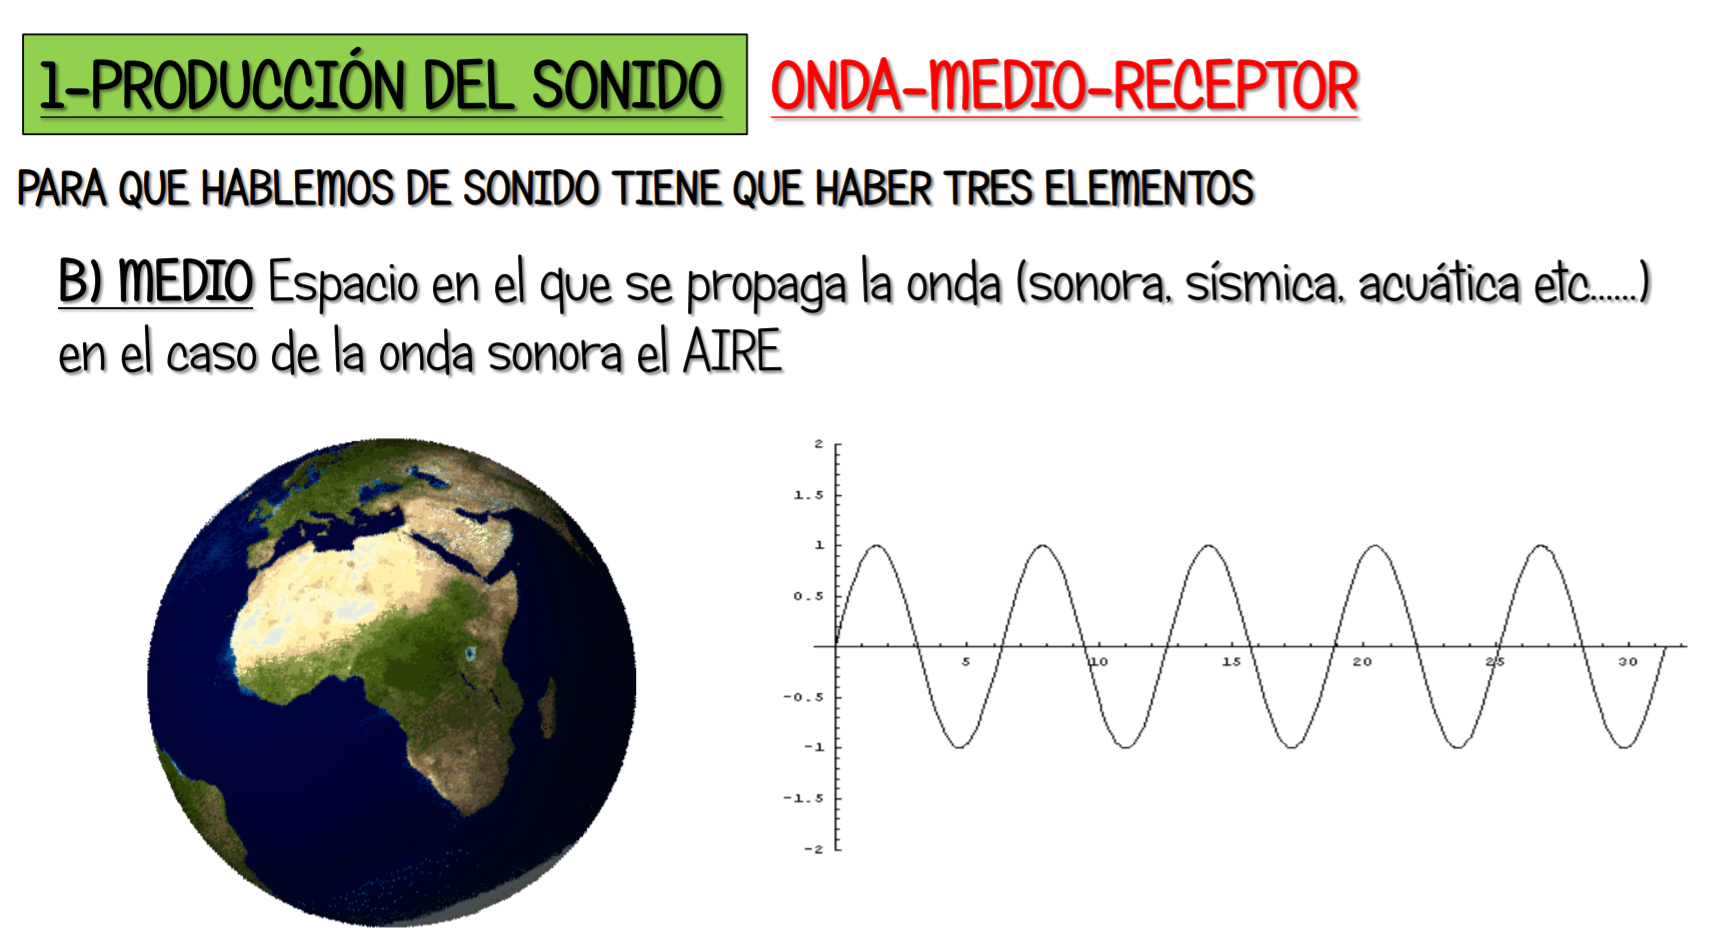 1-PRODUCCIÓN DEL SONIDO ONDA-MEDIO-RECEPTOR
PARA QUE HABLEMOS DE SONIDO TIENE QUE HABER TRES ELEMENTOS
B) MEDIO Espacio en el que se propaga la onda (sonora, sísmica, acuática etc......)
en el caso de la onda sonora el AIRE
2
1.5
1
0.5
5 10 15 20 25 30
-0.5
-1
-1.5
-2